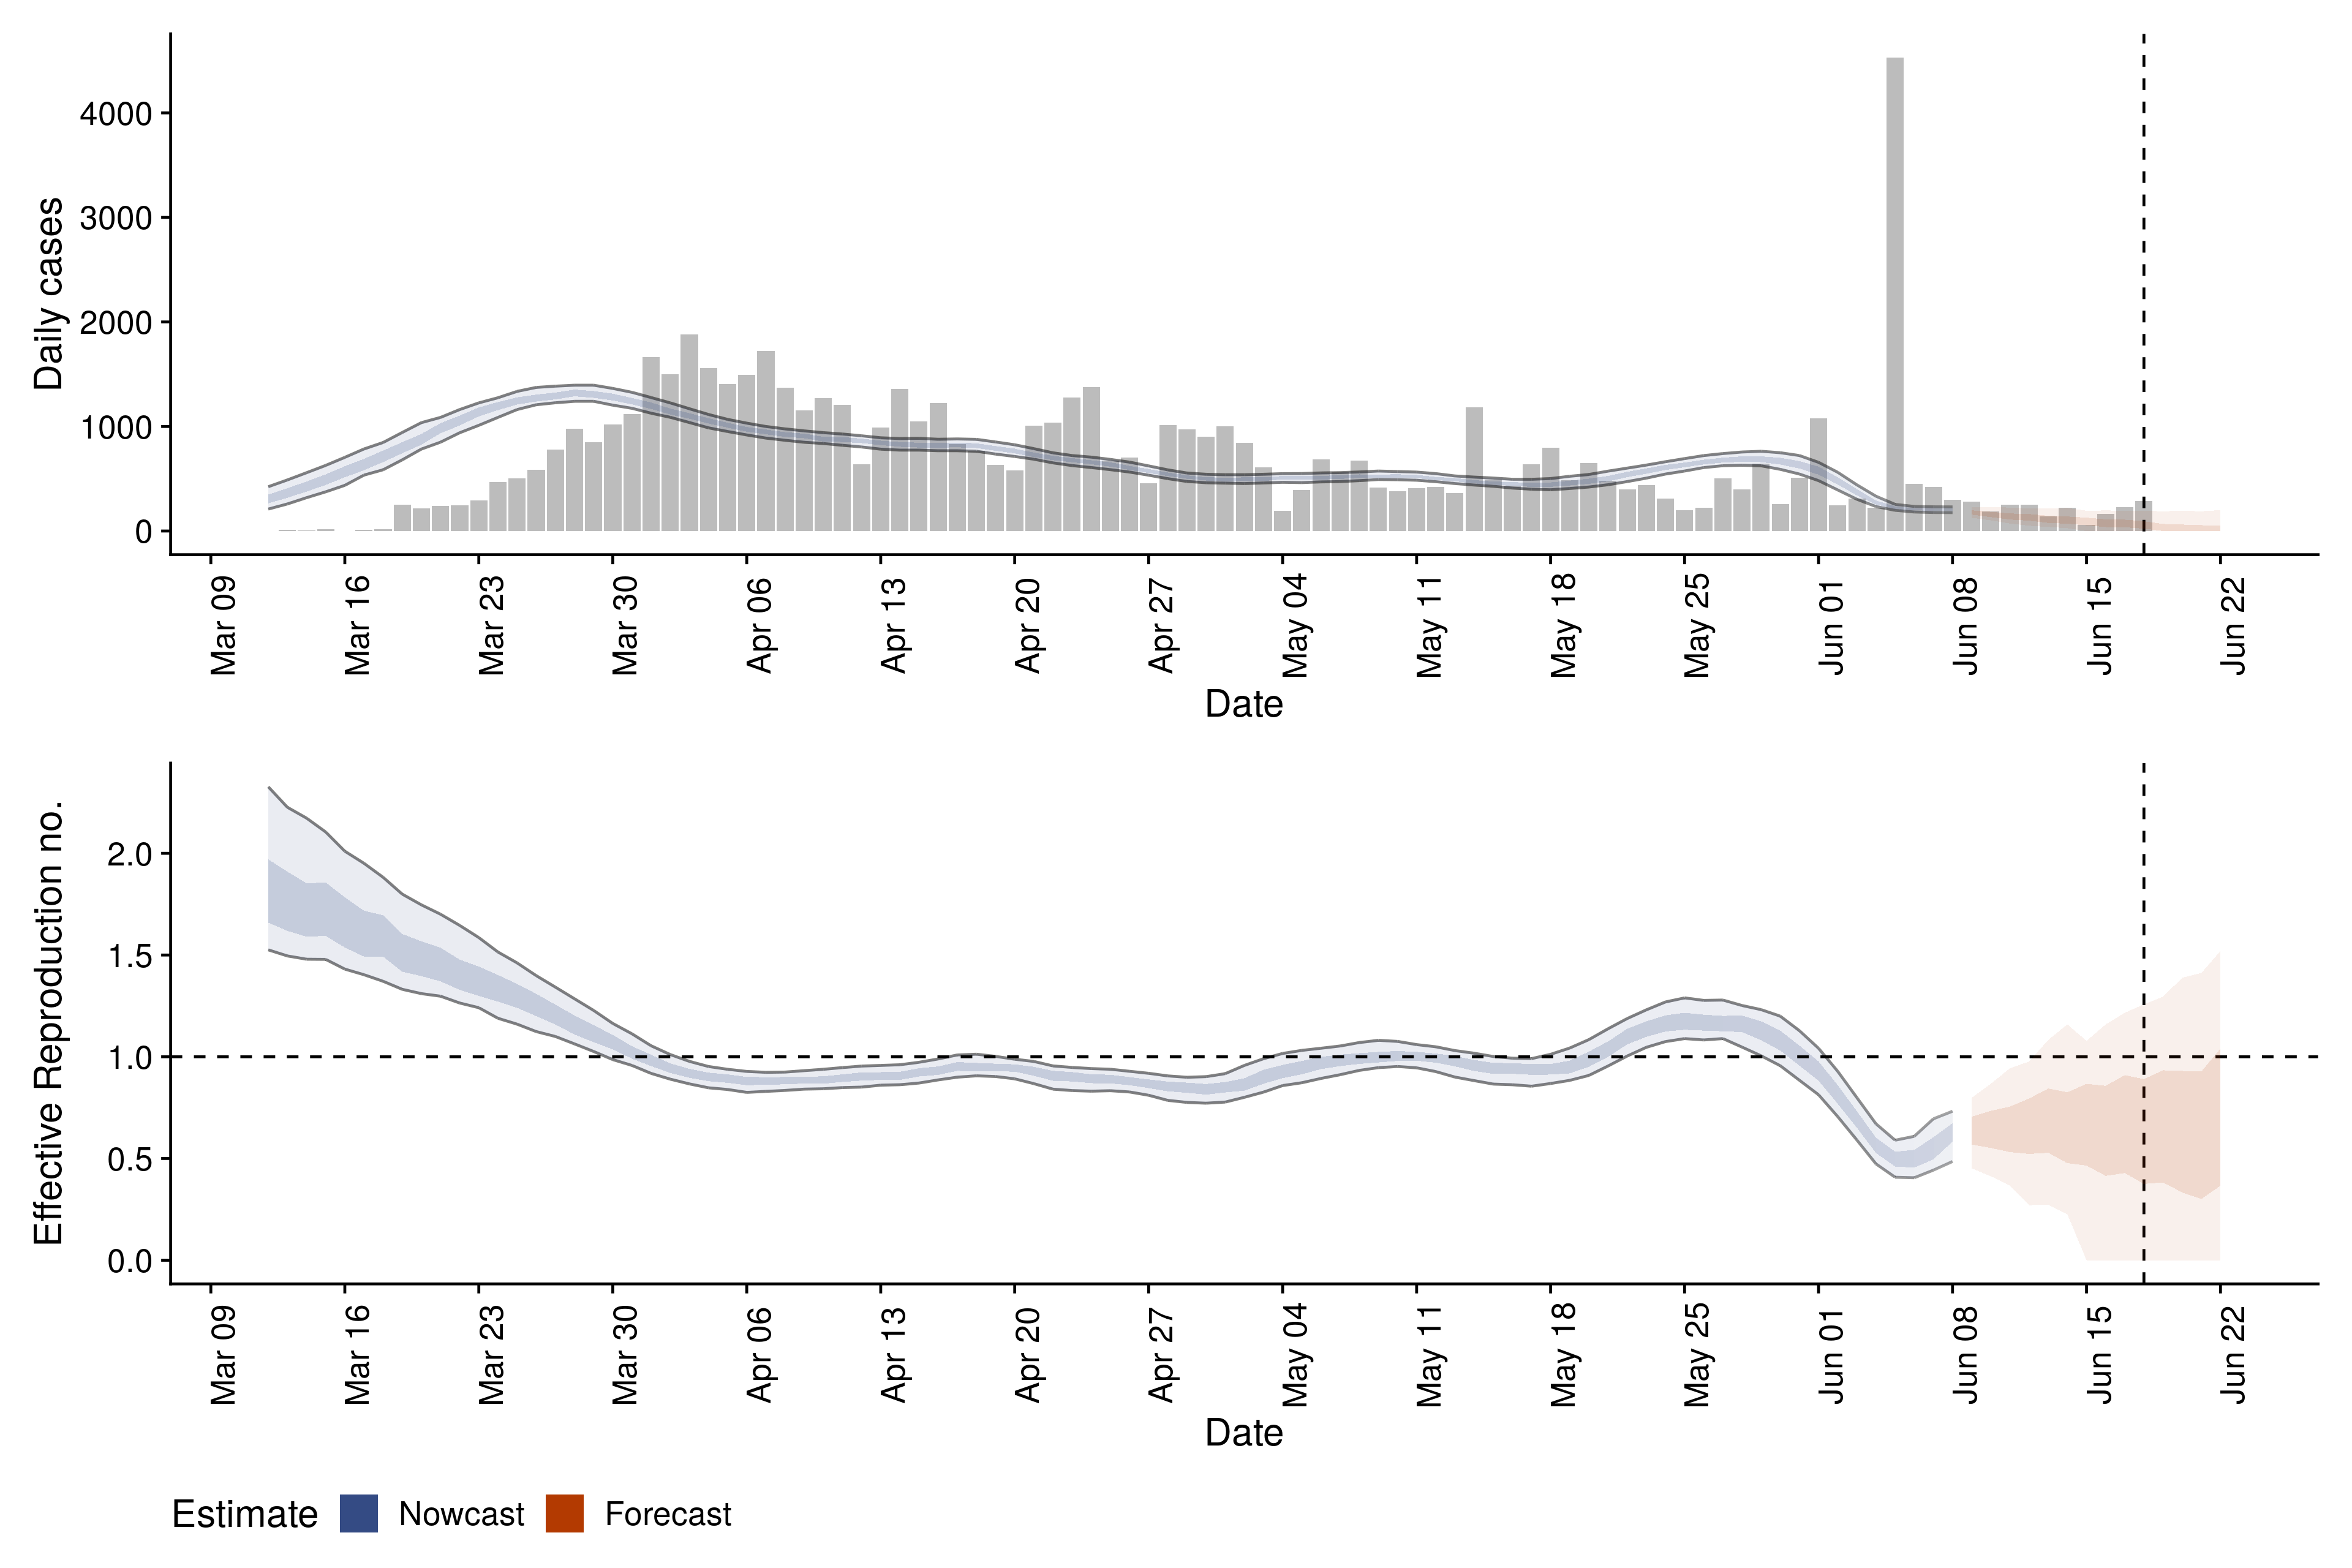 Daily cases
4000
3000
2000
1000
0
Mar 09 Mar 16 Mar 23 Mar 30 Apr 06 Apr 13 Apr 20 Apr 27 May 04 May 11 May 18 May 25 Jun 01 Jun 08 Jun 15 Jun 22
Date
Effective Reproduction no.
2.0
1.5
1.0
0.5
0.0
Mar 09 Mar 16 Mar 23 Mar 30 Apr 06 Apr 13 Apr 20 Apr 27 May 04 May 11 May 18 May 25 Jun 01 Jun 08 Jun 15 Jun 22
Date
Estimate Nowcast Forecast